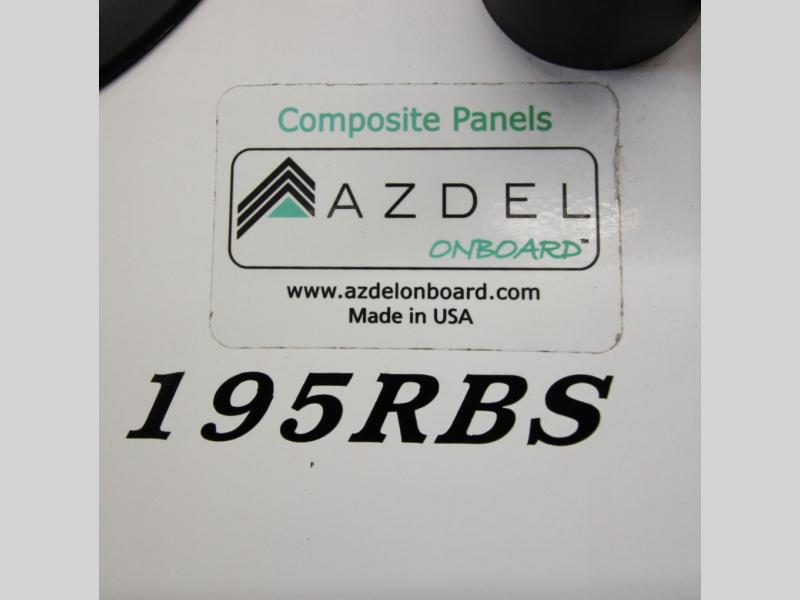 Composite Panels
AZDEL
ONBOARD™
www.azdelonboard.com
Made in USA
195RBS